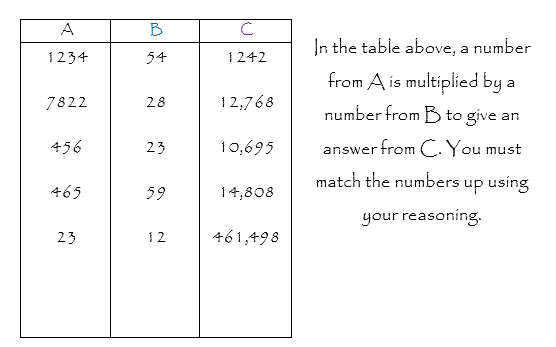 A B C
1234 54 1242
7822 28 12,768
456 23 10,695
465 59 14,808
23 12 461,498
In the table above, a number
from A is multiplied by a
number from B to give an
answer from C. You must
match the numbers up using
your reasoning.